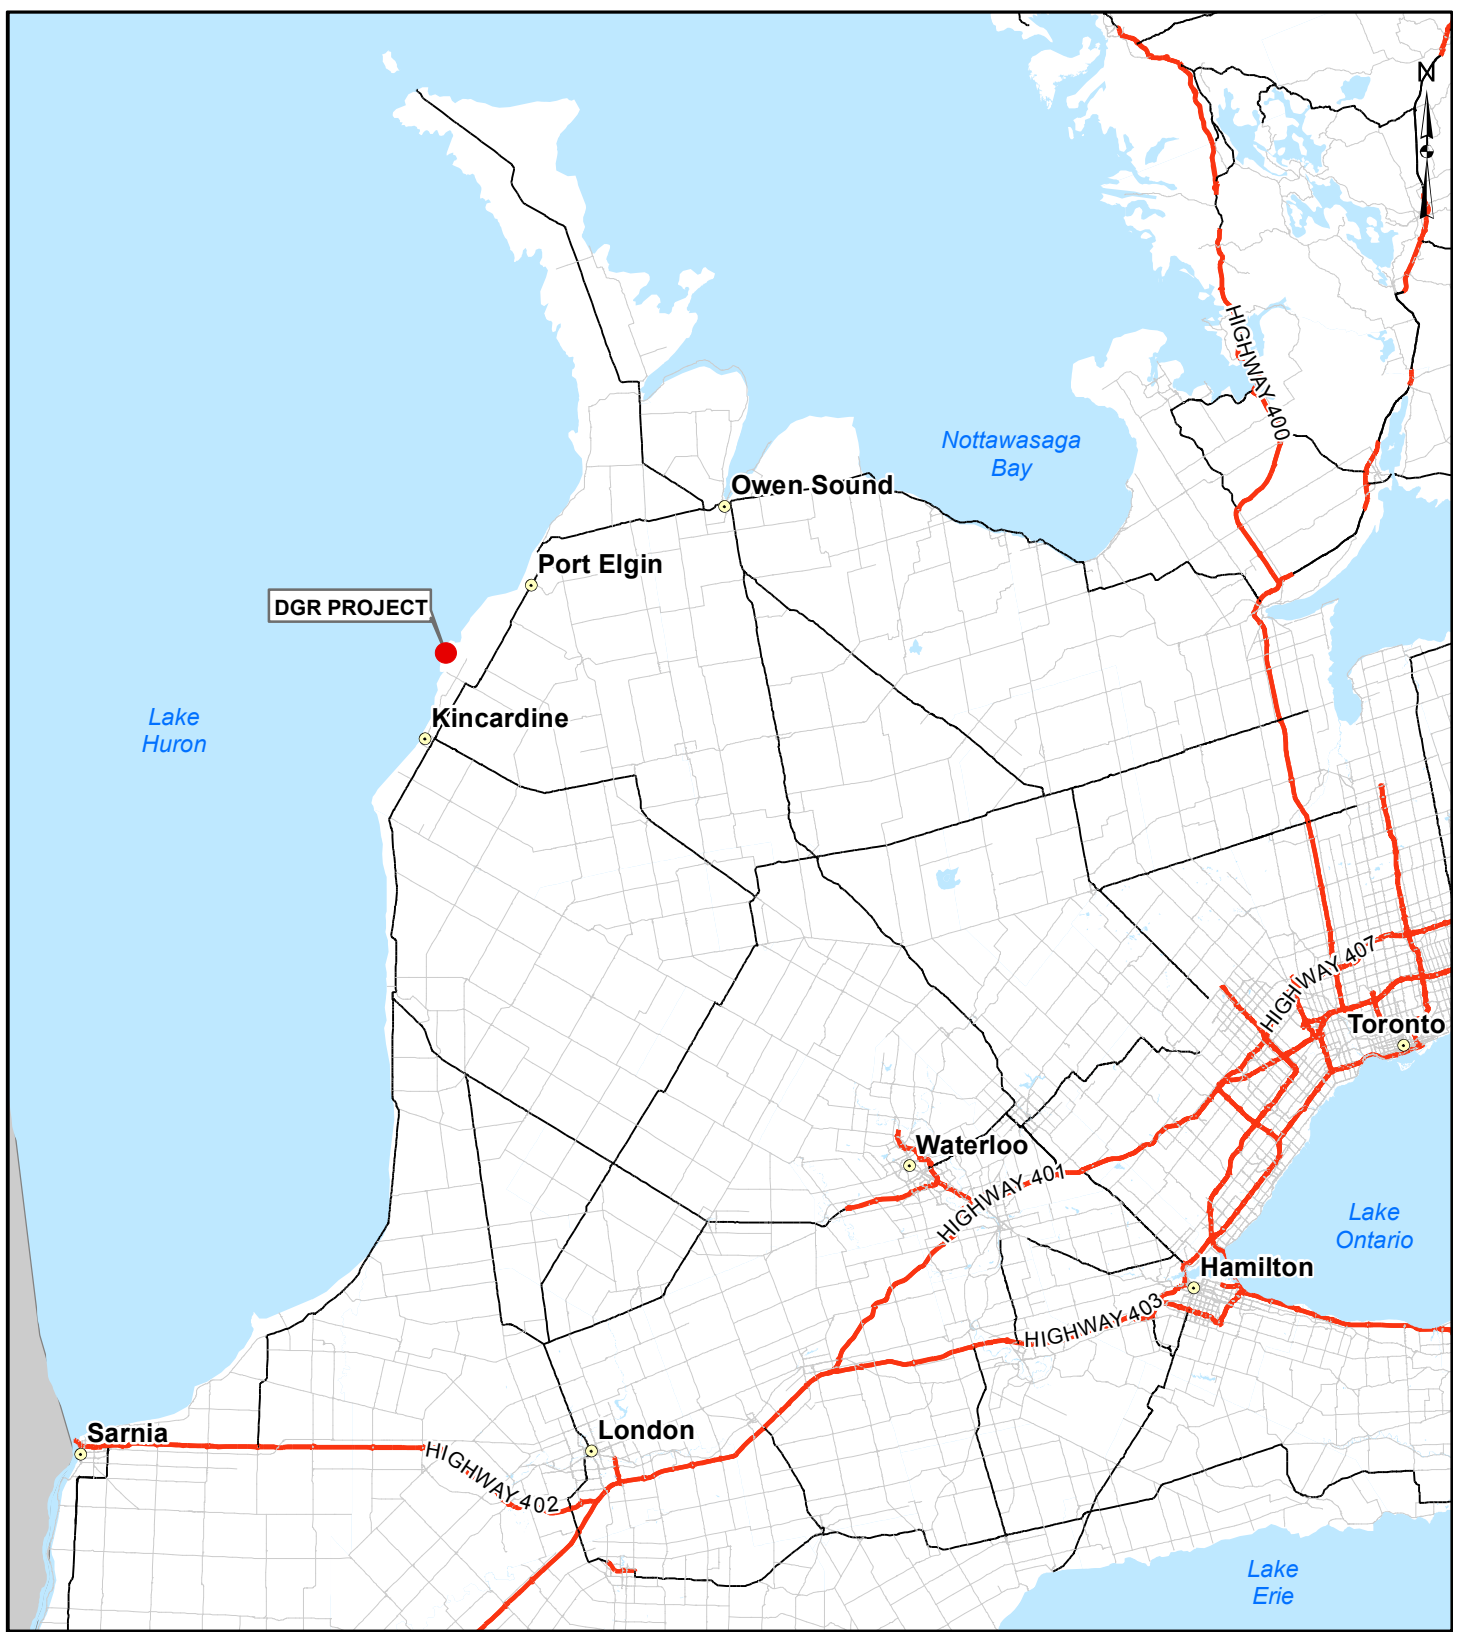 N
HIGHWAY 400
Nottawasaga
Bay
Owen Sound
Port Elgin
DGR PROJECT
Lake
Huron
Kincardine
HIGHWAY 407
Toronto
Waterloo
HIGHWAY 401
Lake
Ontario
Hamilton
HIGHWAY 403
Sarnia
London
HIGHWAY 402
Lake
Erie